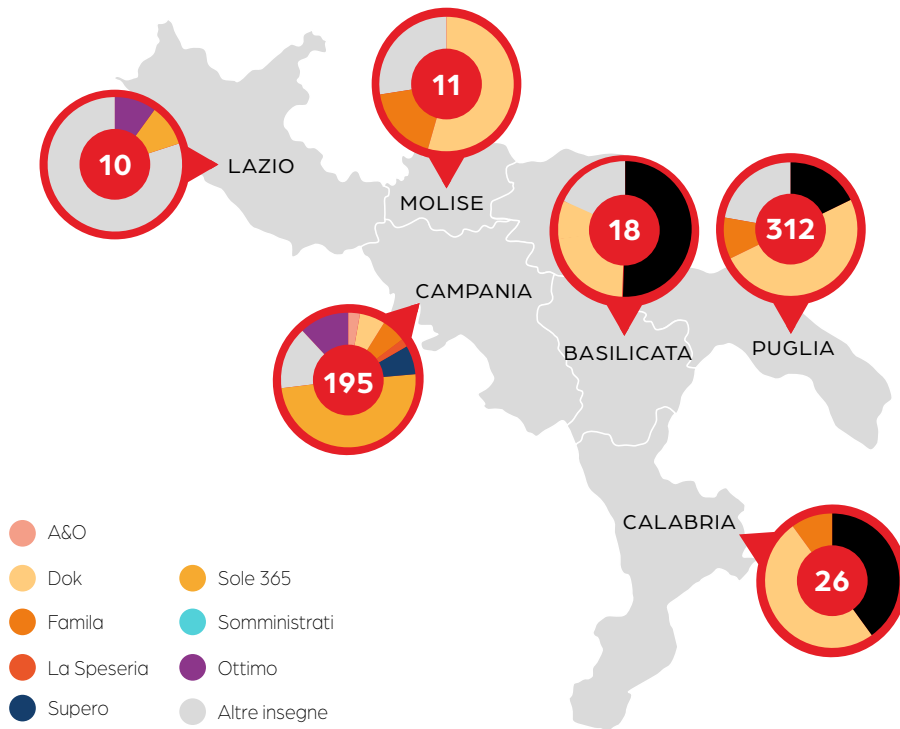 11
10
LAZIO
MOLISE
18
312
CAMPANIA
BASILICATA
PUGLIA
195
CALABRIA
26
A&O
Dok
Famila
La Speseria
Supero
Sole 365
Somministrati
Ottimo
Altre insegne